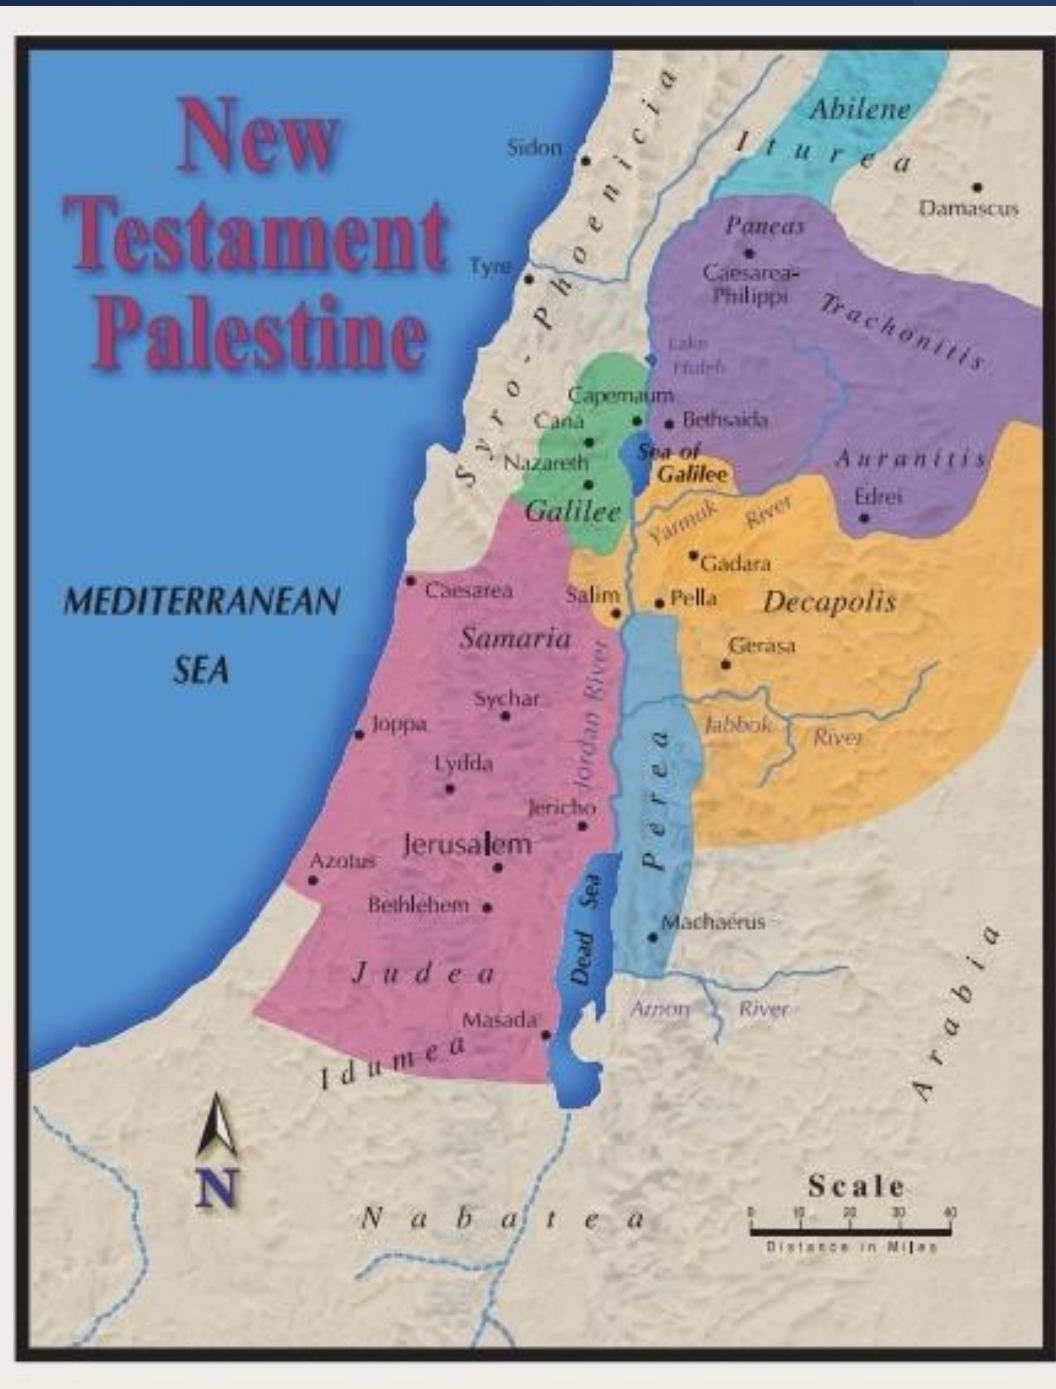 New
Testament
Palestine
Abilene
Iturea
Syro-Phoenicia
Sidon
Damascus
Paneas
Tyre
Caesarea-
Philippi
Trachonitis
Lake
Huleh
Capernaum
Cana
Bethsaida
Sea of
Galilee
Nazareth
Auranitis
Edrei
Galilee
Yarmuk River
Gadara
Caesarea
Salim
Pella
Decapolis
MEDITERRANEAN
SEA
Samaria
Gerasa
Jordan River
Sychar
Joppa
Jabbok River
Perea
Lydda
Jericho
Jerusalem
Azotus
Bethlehem
Dead Sea
Machaerus
Judea
Arabia
Arnon River
Masada
Idumea
N
Nabatea
Scale
0 10 20 30 40
Distance in Miles